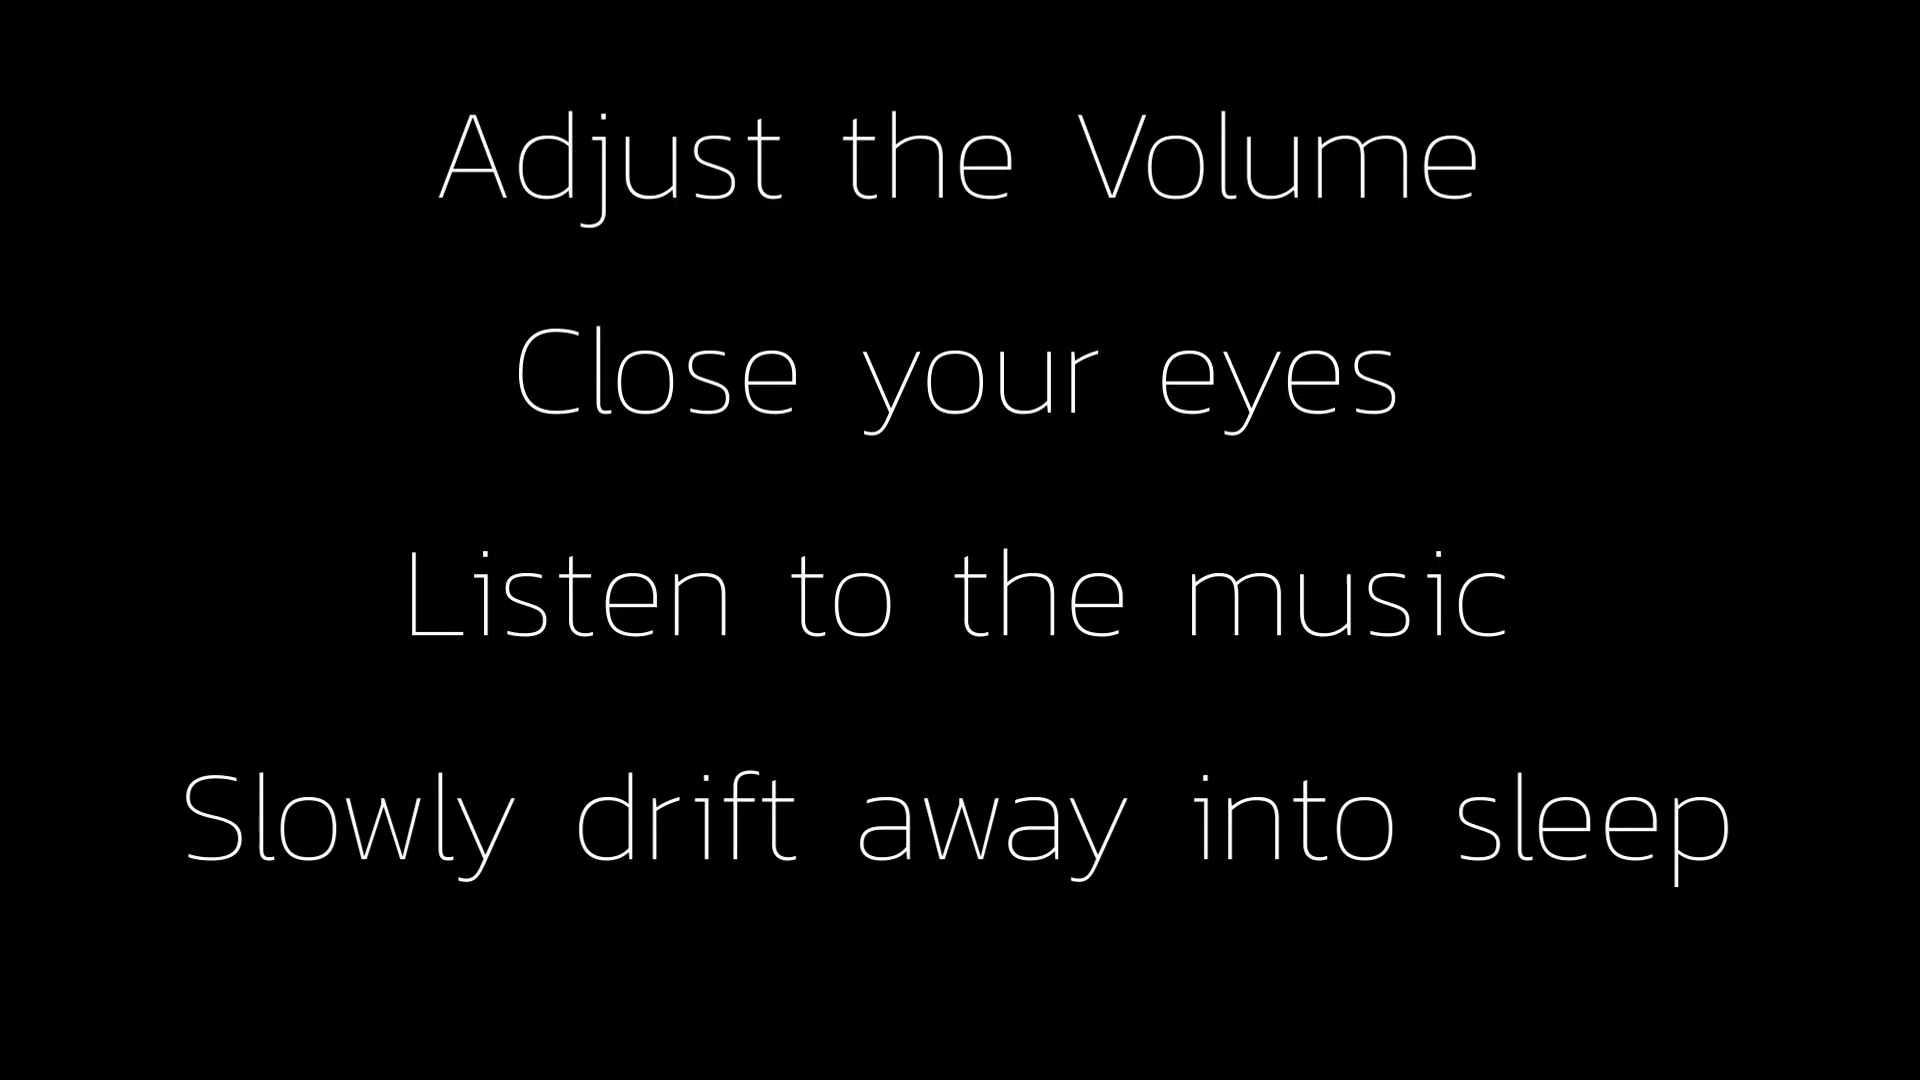 Adjust the Volume
Close your eyes
Listen to the music
Slowly drift away into sleep